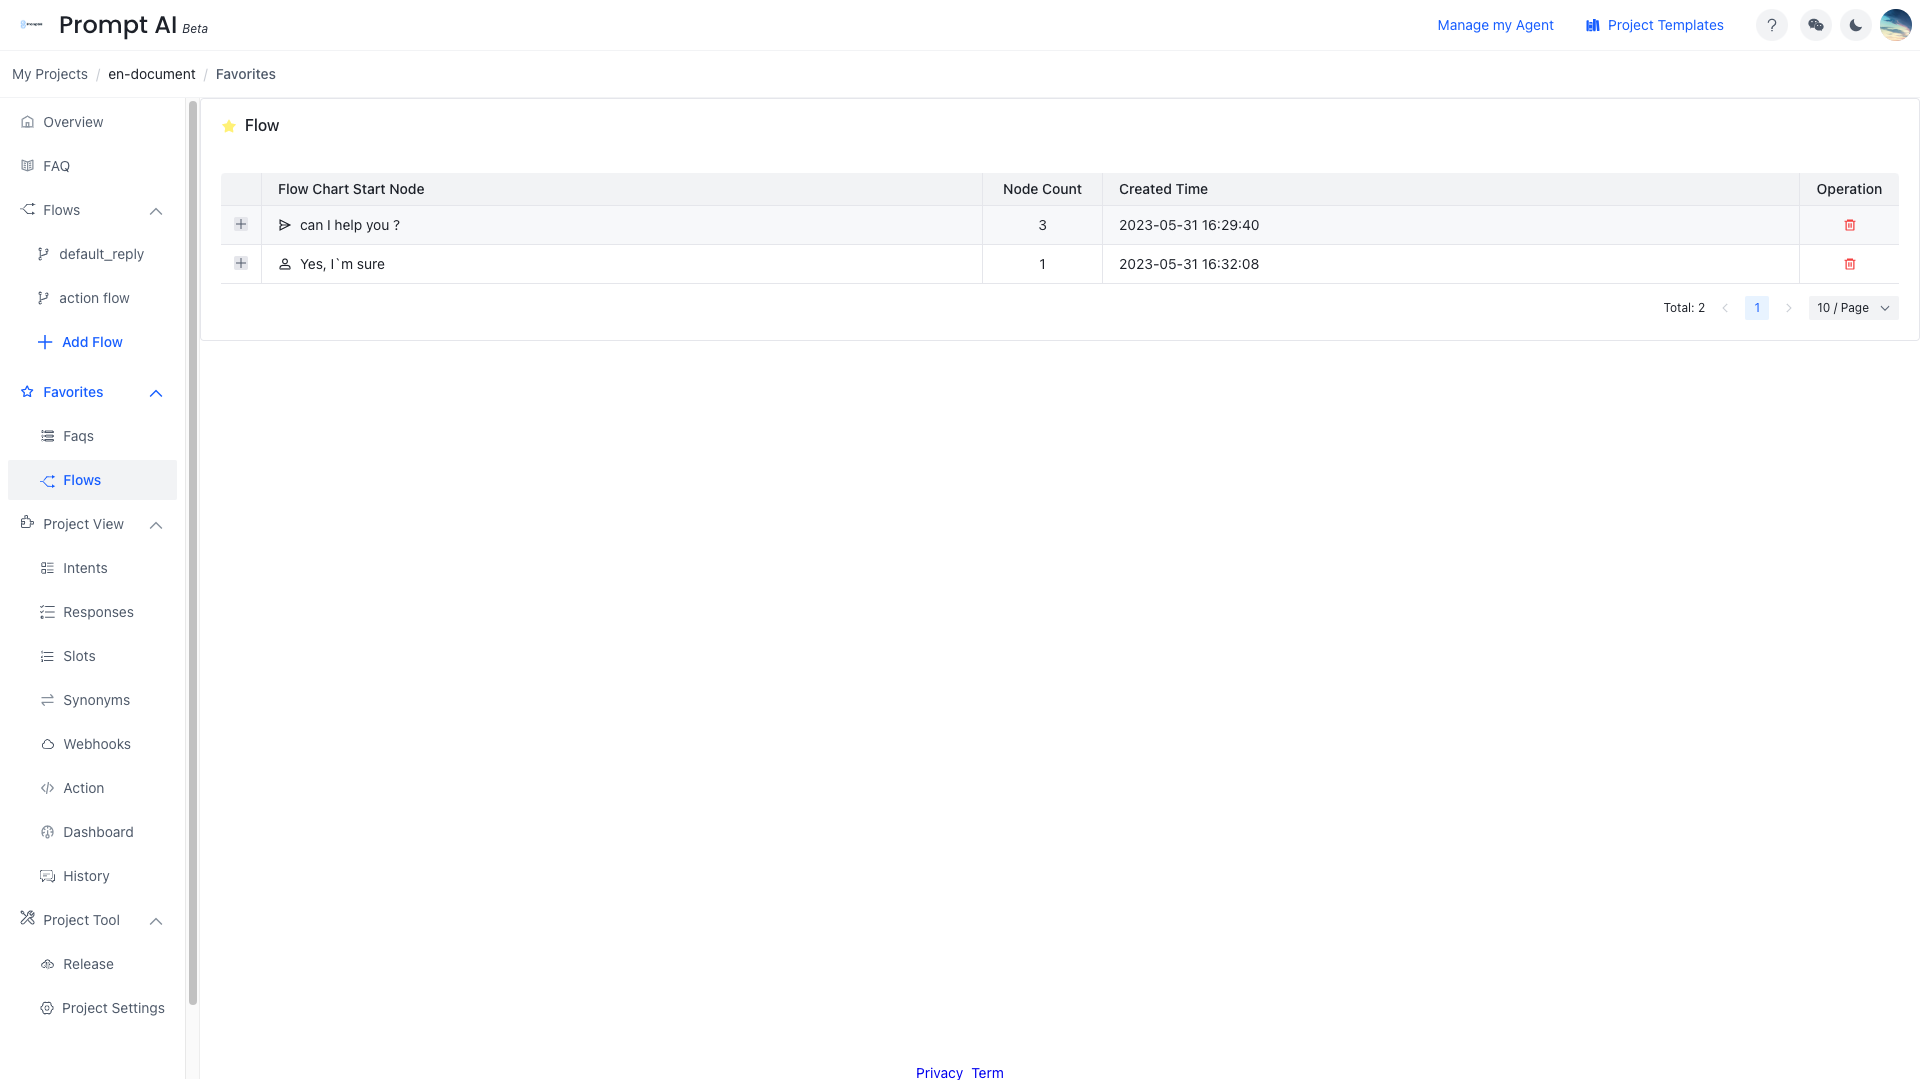 Prompt AI Beta
Manage my Agent
Project Templates
?
My Projects / en-document / Favorites
Overview
FAQ
Flows
default_reply
action flow
Add Flow
Favorites
Faqs
Flows
Project View
Intents
Responses
Slots
Synonyms
Webhooks
Action
Dashboard
History
Project Tool
Release
Project Settings
Flow
Flow Chart Start Node Node Count Created Time Operation
can I help you ? 3 2023-05-31 16:29:40
Yes, I`m sure 1 2023-05-31 16:32:08
Total: 2 1 10 / Page
Privacy Term